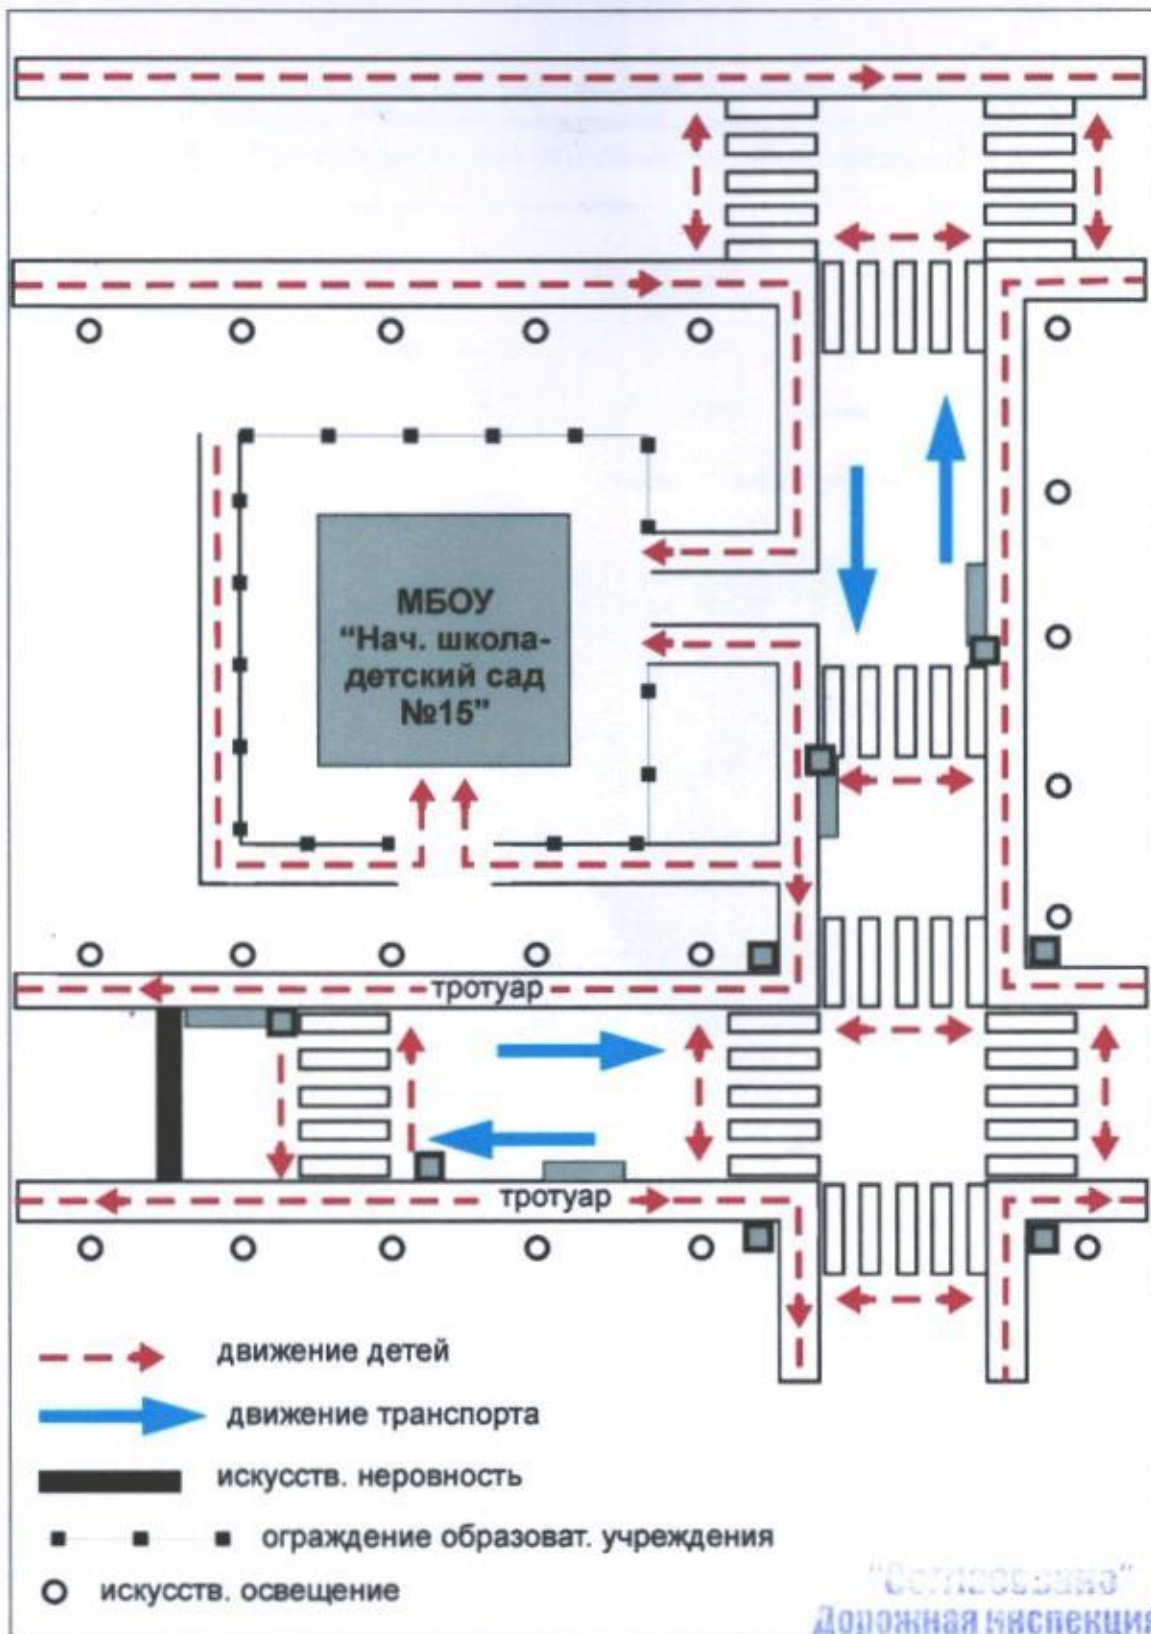 МБОУ
“Нач. школа-
детский сад
№15”
тротуар
тротуар
движение детей
движение транспорта
искусств. неровность
ограждение образоват. учреждения
искусств. освещение
"Согласовано"
Дорожная инспекция